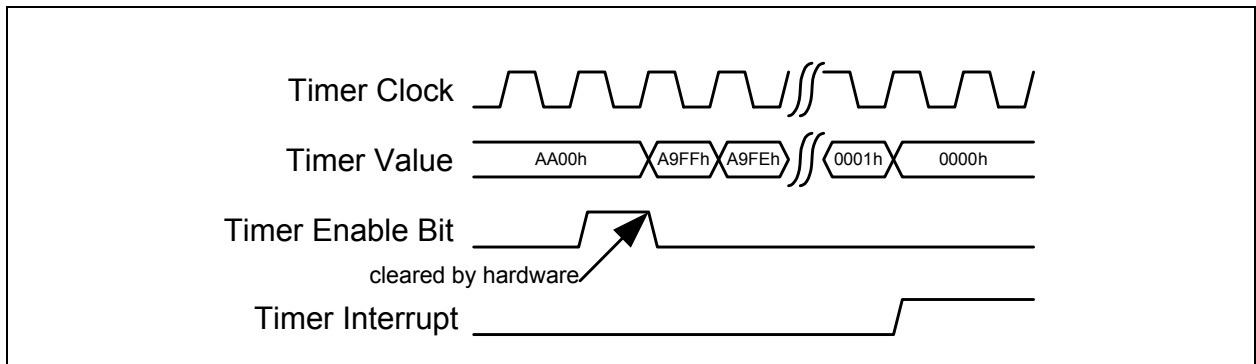 Timer Clock
Timer Value AA00h A9FFh A9FEh 0001h 0000h
Timer Enable Bit
cleared by hardware
Timer Interrupt